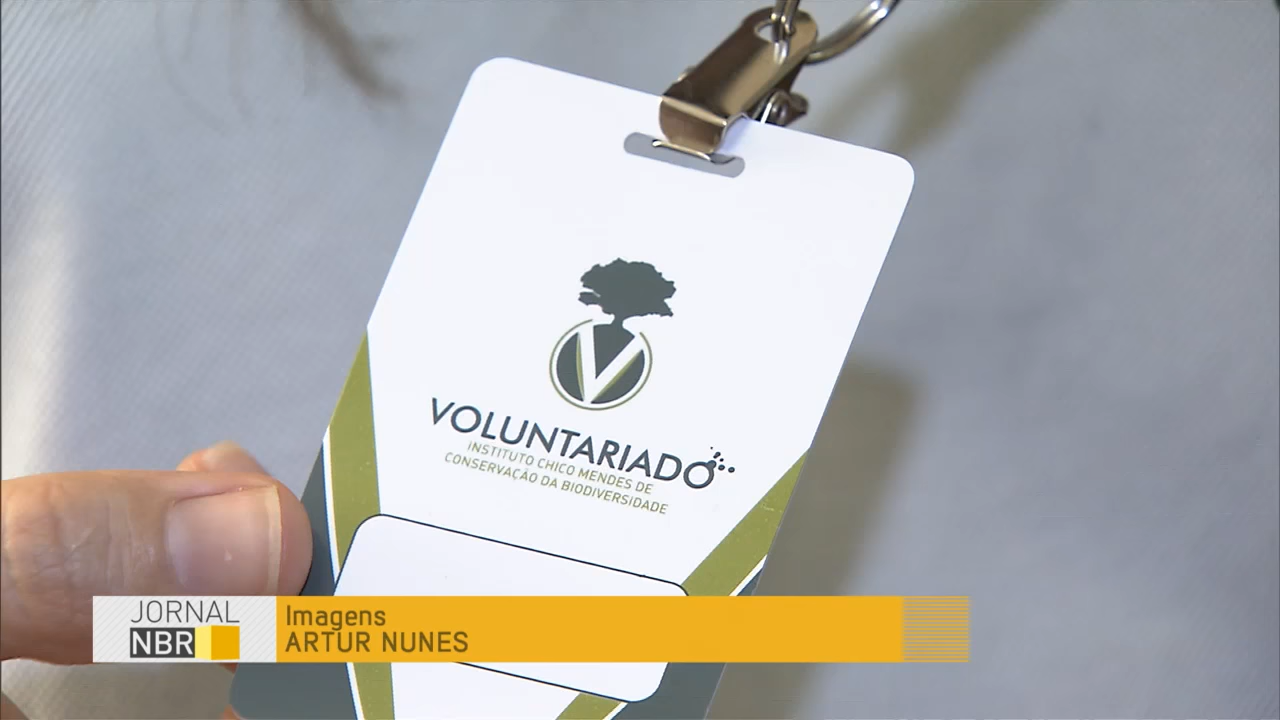 V
VOLUNTARIADO
INSTITUTO CHICO MENDES DE
CONSERVAÇÃO DA BIODIVERSIDADE
JORNAL
NBR
Imagens
ARTUR NUNES